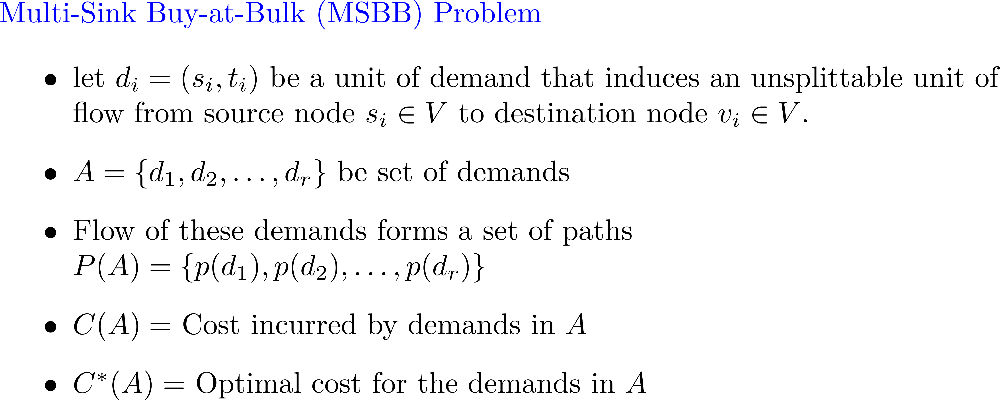 Multi-Sink Buy-at-Bulk (MSBB) Problem
• let $d_i = (s_i, t_i)$ be a unit of demand that induces an unsplittable unit of
flow from source node $s_i \in V$ to destination node $v_i \in V$.
• $A = \{d_1, d_2, \ldots, d_r\}$ be set of demands
• Flow of these demands forms a set of paths
$P(A) = \{p(d_1), p(d_2), \ldots, p(d_r)\}$
• $C(A) =$ Cost incurred by demands in $A$
• $C^*(A) =$ Optimal cost for the demands in $A$